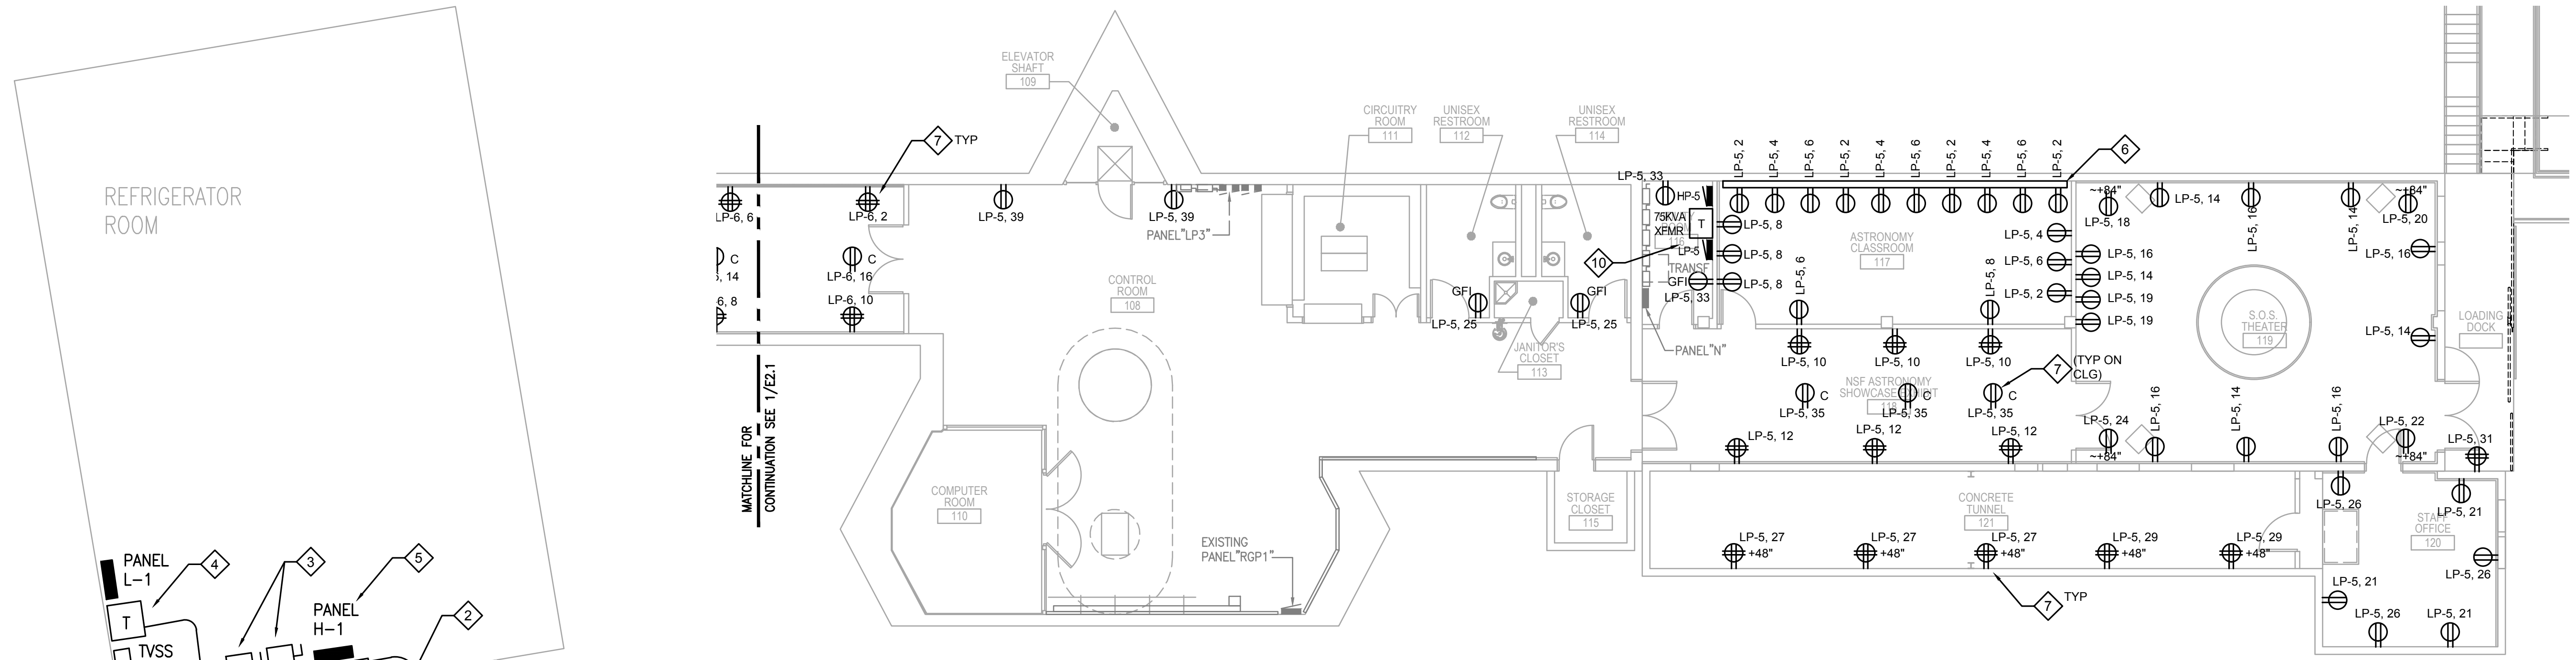 REFRIGERATOR
ROOM
PANEL
L-1
4
3
5
PANEL
H-1
2
T
TVSS
MATCHLINE FOR
CONTINUATION SEE 1/E2.1
7
TYP
LP-6, 6
LP-6, 2
C
C
LP-6, 16
LP-6, 10
ELEVATOR
SHAFT
109
LP-5, 39
LP-5, 39
PANEL"LP3"
CONTROL
ROOM
108
COMPUTER
ROOM
110
EXISTING
PANEL"RGP1"
CIRCUITRY
ROOM
111
UNISEX
RESTROOM
112
UNISEX
RESTROOM
114
GFI
LP-5, 25
GFI
LP-5, 25
JANITOR'S
CLOSET
113
STORAGE
CLOSET
115
LP-5, 33
HP-5
75KVA
XFMR
T
116
LP-5
TRANSF
GFI
LP-5, 33
10
PANEL"N"
LP-5, 2
LP-5, 4
LP-5, 6
LP-5, 2
LP-5, 4
LP-5, 6
LP-5, 2
LP-5, 4
LP-5, 6
LP-5, 2
6
LP-5, 8
LP-5, 8
LP-5, 8
ASTRONOMY
CLASSROOM
117
LP-5, 4
LP-5, 6
LP-5, 2
LP-5, 6
LP-5, 8
LP-5, 10
LP-5, 10
LP-5, 10
NSF ASTRONOMY
SHOWCASE EXHIBIT
118
C
LP-5, 35
C
LP-5, 35
C
LP-5, 35
7
(TYP ON
CLG)
LP-5, 12
LP-5, 12
LP-5, 12
~+84"
LP-5, 18
LP-5, 14
LP-5, 16
LP-5, 14
~+84"
LP-5, 20
LP-5, 16
LP-5, 14
LP-5, 19
LP-5, 19
LP-5, 16
LP-5, 14
S.O.S.
THEATER
119
LOADING
DOCK
LP-5, 24
~+84"
LP-5, 16
LP-5, 14
LP-5, 16
LP-5, 22
~+84"
LP-5, 31
CONCRETE
TUNNEL
121
LP-5, 27
+48"
LP-5, 27
+48"
LP-5, 27
+48"
LP-5, 29
+48"
LP-5, 29
+48"
7
TYP
LP-5, 26
LP-5, 21
STAFF
OFFICE
120
LP-5, 26
LP-5, 21
LP-5, 26
LP-5, 21